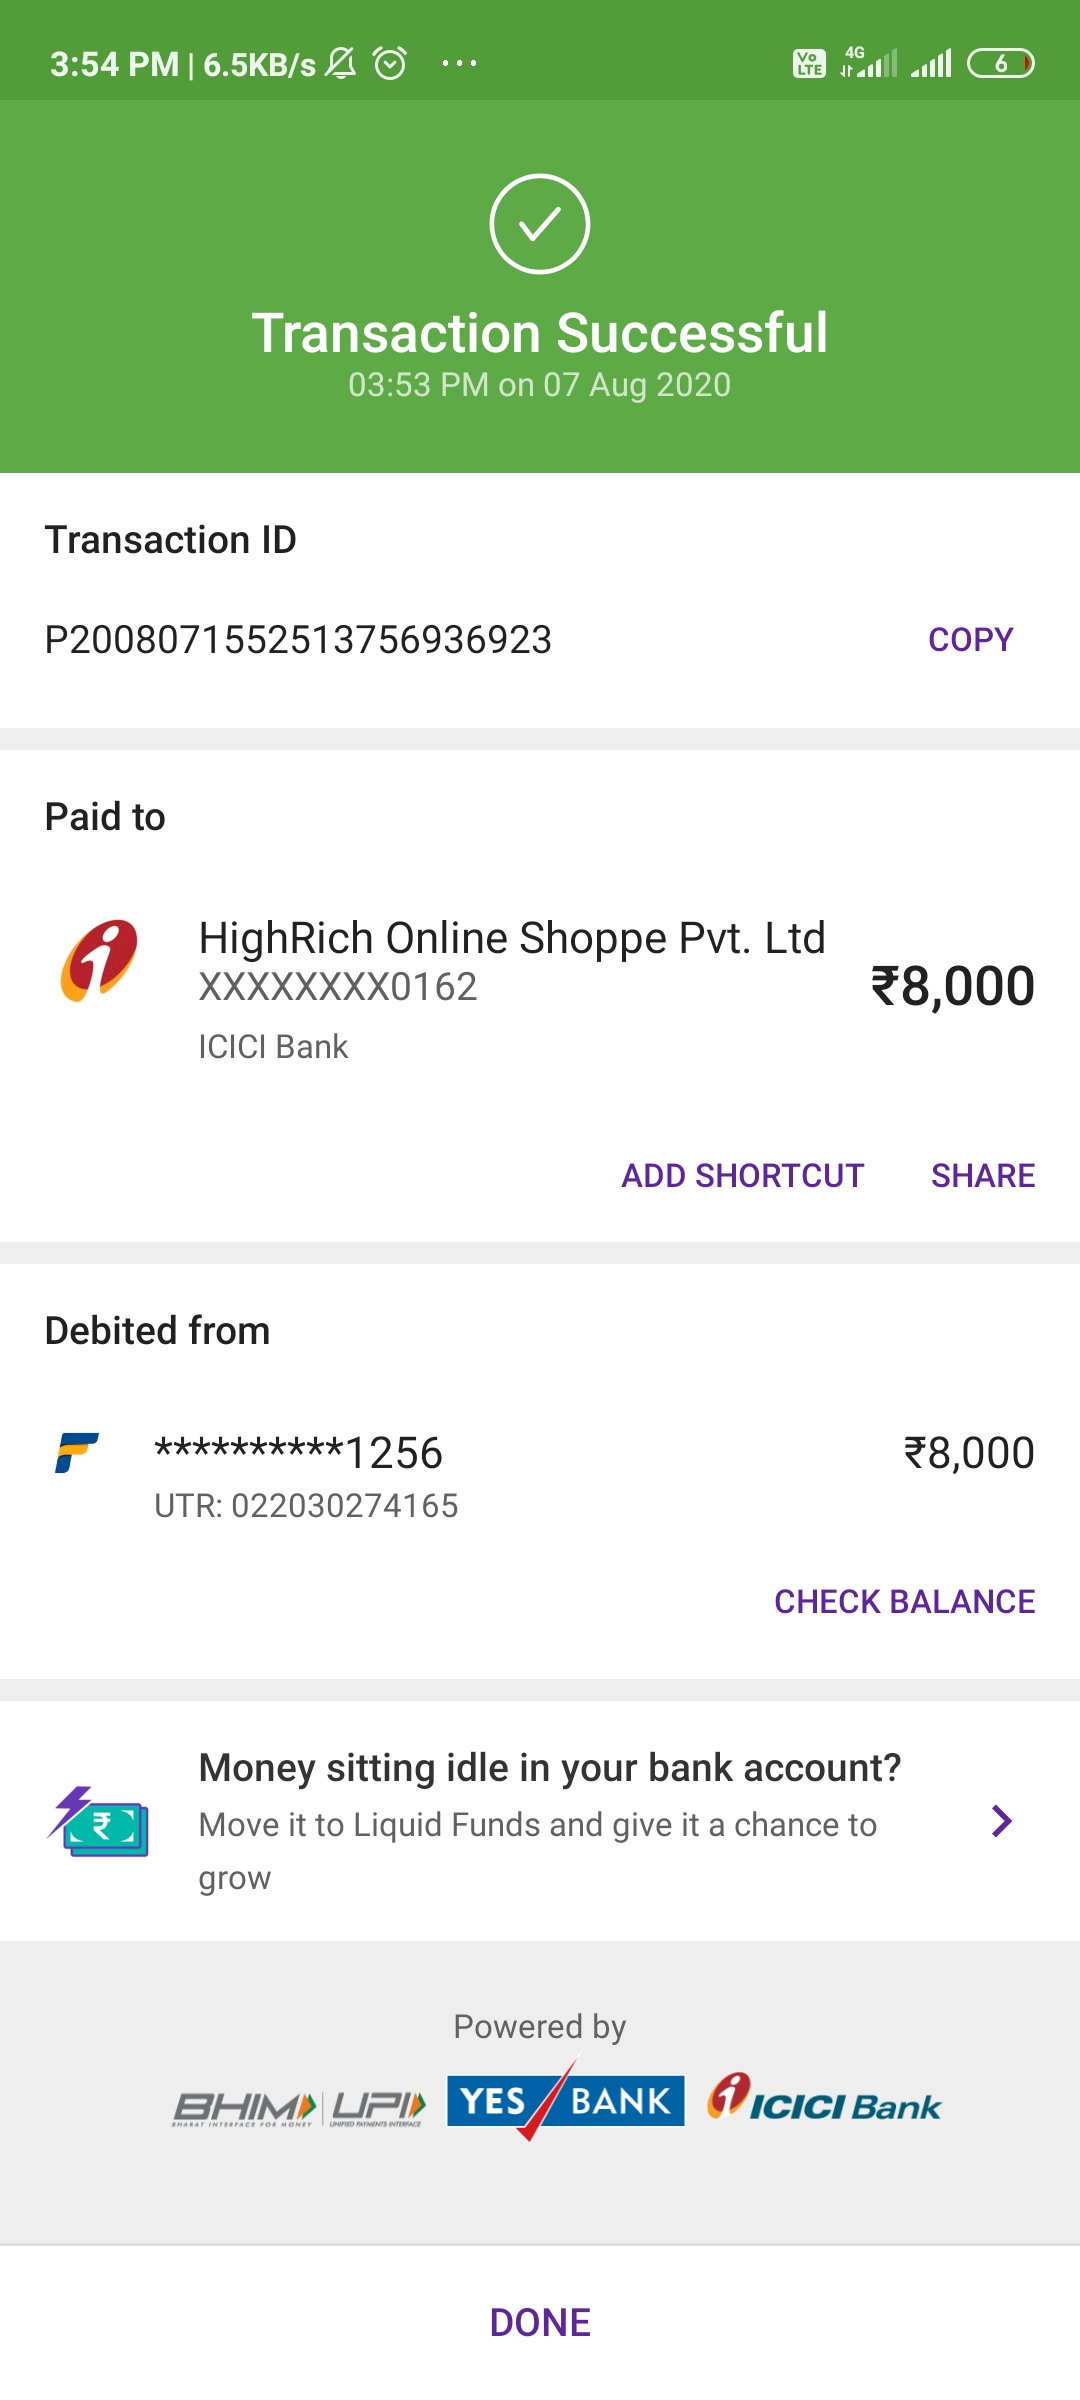 3:54 PM | 6.5KB/s ...
Vo LTE 4G 6
Transaction Successful
03:53 PM on 07 Aug 2020
Transaction ID
P2008071552513756936923 COPY
Paid to
HighRich Online Shoppe Pvt. Ltd
XXXXXXXX0162 ₹8,000
ICICI Bank
ADD SHORTCUT SHARE
Debited from
**********1256 ₹8,000
UTR: 022030274165
CHECK BALANCE
Money sitting idle in your bank account?
Move it to Liquid Funds and give it a chance to
grow
Powered by
BHIM UPI YES BANK ICICI Bank
BHARAT INTERFACE FOR MONEY UNIFIED PAYMENTS INTERFACE
DONE